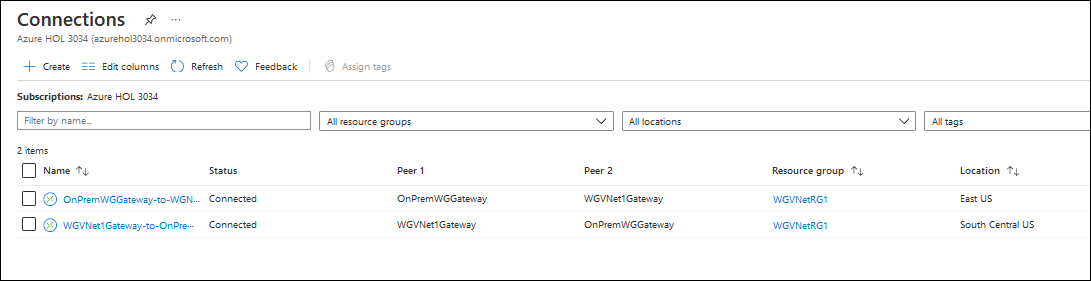 Connections ...
Azure HOL 3034 (azurehol3034.onmicrosoft.com)
Create Edit columns Refresh Feedback Assign tags
Subscriptions: Azure HOL 3034
Filter by name... All resource groups All locations All tags
2 items
Name Status Peer 1 Peer 2 Resource group Location
OnPremWGGateway-to-WGN... Connected OnPremWGGateway WGVNet1Gateway WGVNetRG1 East US
WGVNet1Gateway-to-OnPre... Connected WGVNet1Gateway OnPremWGGateway WGVNetRG1 South Central US